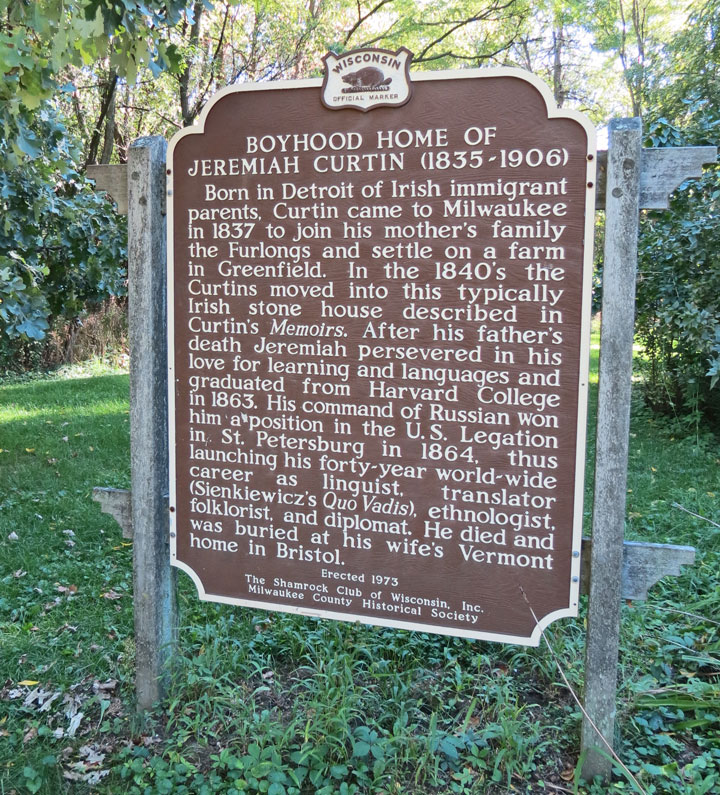 WISCONSIN
OFFICIAL MARKER
BOYHOOD HOME OF
JEREMIAH CURTIN (1835-1906)
Born in Detroit of Irish immigrant
parents, Curtin came to Milwaukee
in 1837 to join his mother's family
the Furlongs and settle on a farm
in Greenfield. In the 1840's the
Curtins moved into this typically
Irish stone house described in
Curtin's Memoirs. After his father's
death Jeremiah persevered in his
love for learning and languages and
graduated from Harvard College
in 1863. His command of Russian won
him a position in the U.S. Legation
in St. Petersburg in 1864, thus
launching his forty-year world-wide
career as linguist, translator
(Sienkiewicz's Quo Vadis), ethnologist,
folklorist, and diplomat. He died and
was buried at his wife's Vermont
home in Bristol.
Erected 1973
The Shamrock Club of Wisconsin, Inc.
Milwaukee County Historical Society